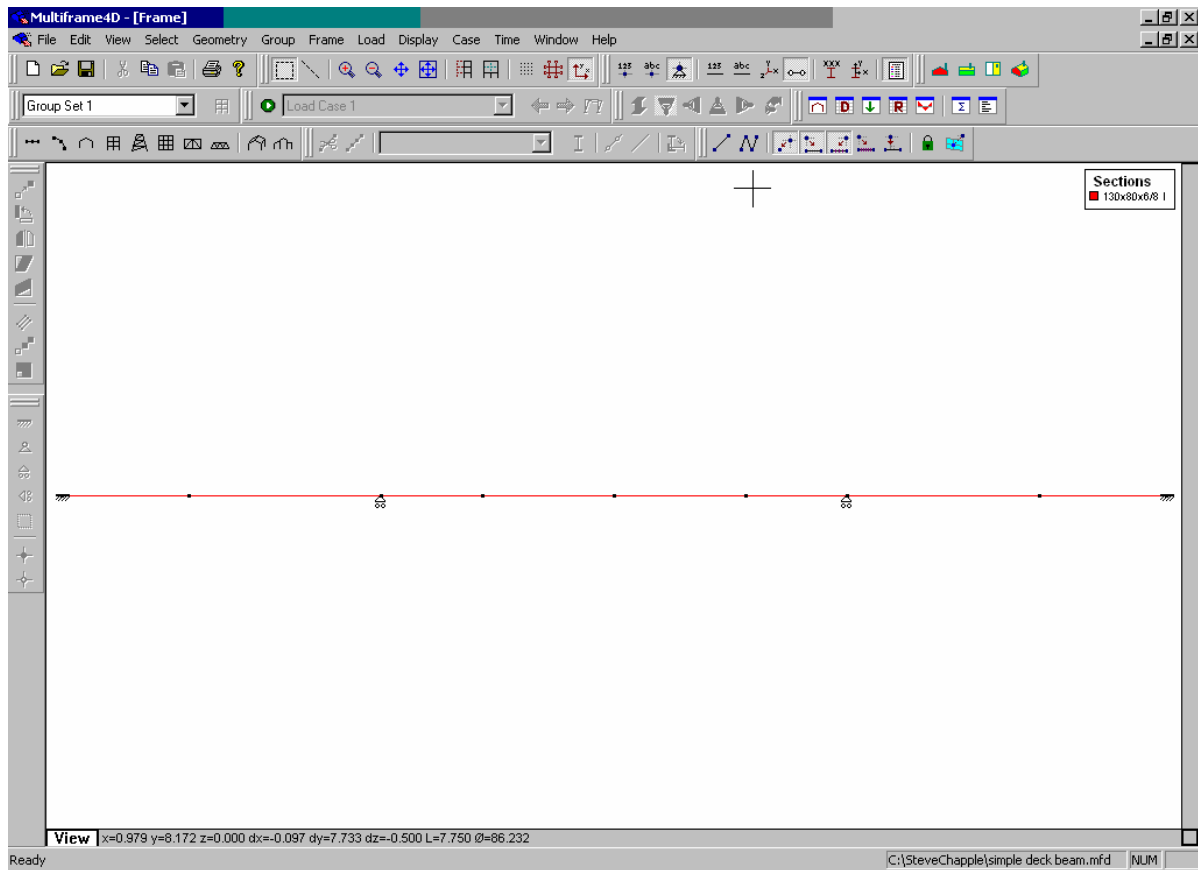 Multiframe4D - [Frame]
File Edit View Select Geometry Group Frame Load Display Case Time Window Help
Group Set 1
Load Case 1
Sections
130x80x6/8 I
View x=0.979 y=8.172 z=0.000 dx=-0.097 dy=7.733 dz=-0.500 L=7.750 Ø=86.232
Ready
C:\SteveChapple\simple deck beam.mfd
NUM